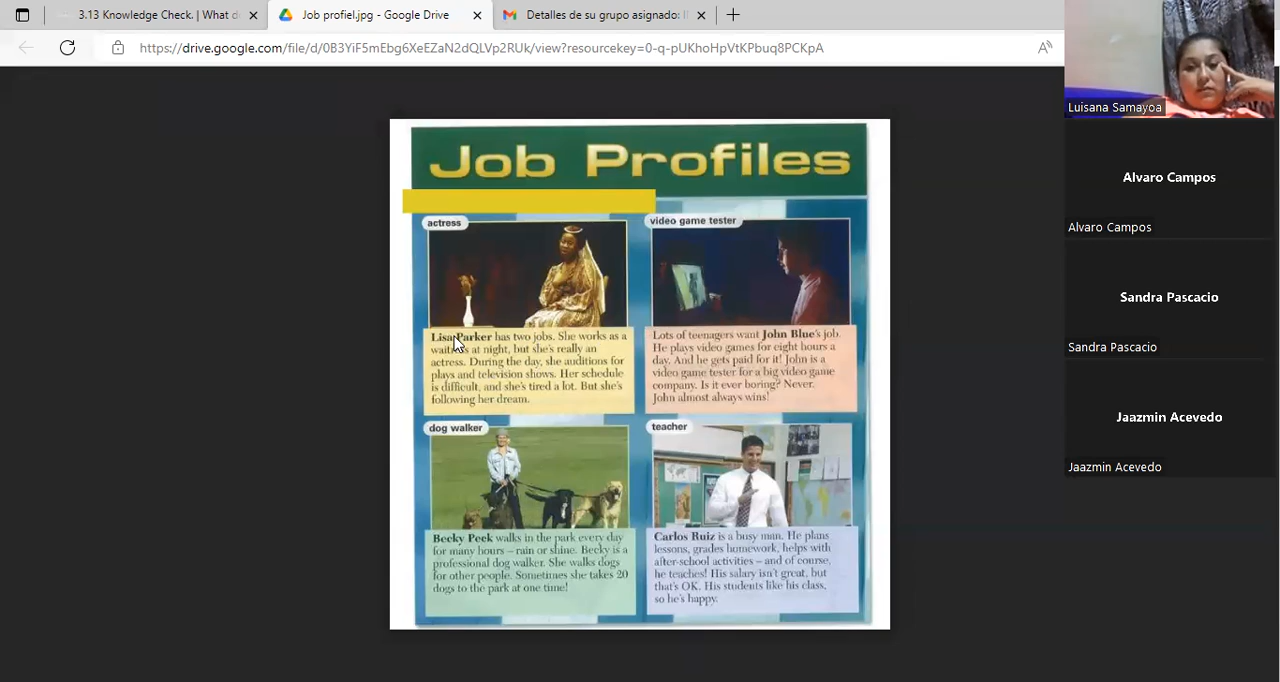 3.13 Knowledge Check. | What d
Job profiel.jpg - Google Drive
Detalles de su grupo asignado: I
https://drive.google.com/file/d/0B3YiF5mEbg6XeEZaN2dQLVp2RUk/view?resourcekey=0-q-pUKhoHpVtKPbuq8PCKpA
Job Profiles
actress
Lisa Parker has two jobs. She works as a
waitress at night, but she's really an
actress. During the day, she auditions for
plays and television shows. Her schedule
is difficult, and she's tired a lot. But she's
following her dream.
video game tester
Lots of teenagers want John Blue's job.
He plays video games for eight hours a
day. And he gets paid for it! John is a
video game tester for a big video game
company. Is it ever boring? Never.
John almost always wins!
dog walker
Becky Peek walks in the park every day
for many hours – rain or shine. Becky is a
professional dog walker. She walks dogs
for other people. Sometimes she takes 20
dogs to the park at one time!
teacher
Carlos Ruiz is a busy man. He plans
lessons, grades homework, helps with
after-school activities – and of course,
he teaches! His salary isn't great, but
that's OK. His students like his class,
so he's happy.
Luisana Samayoa
Alvaro Campos
Alvaro Campos
Sandra Pascacio
Sandra Pascacio
Jaazmin Acevedo
Jaazmin Acevedo